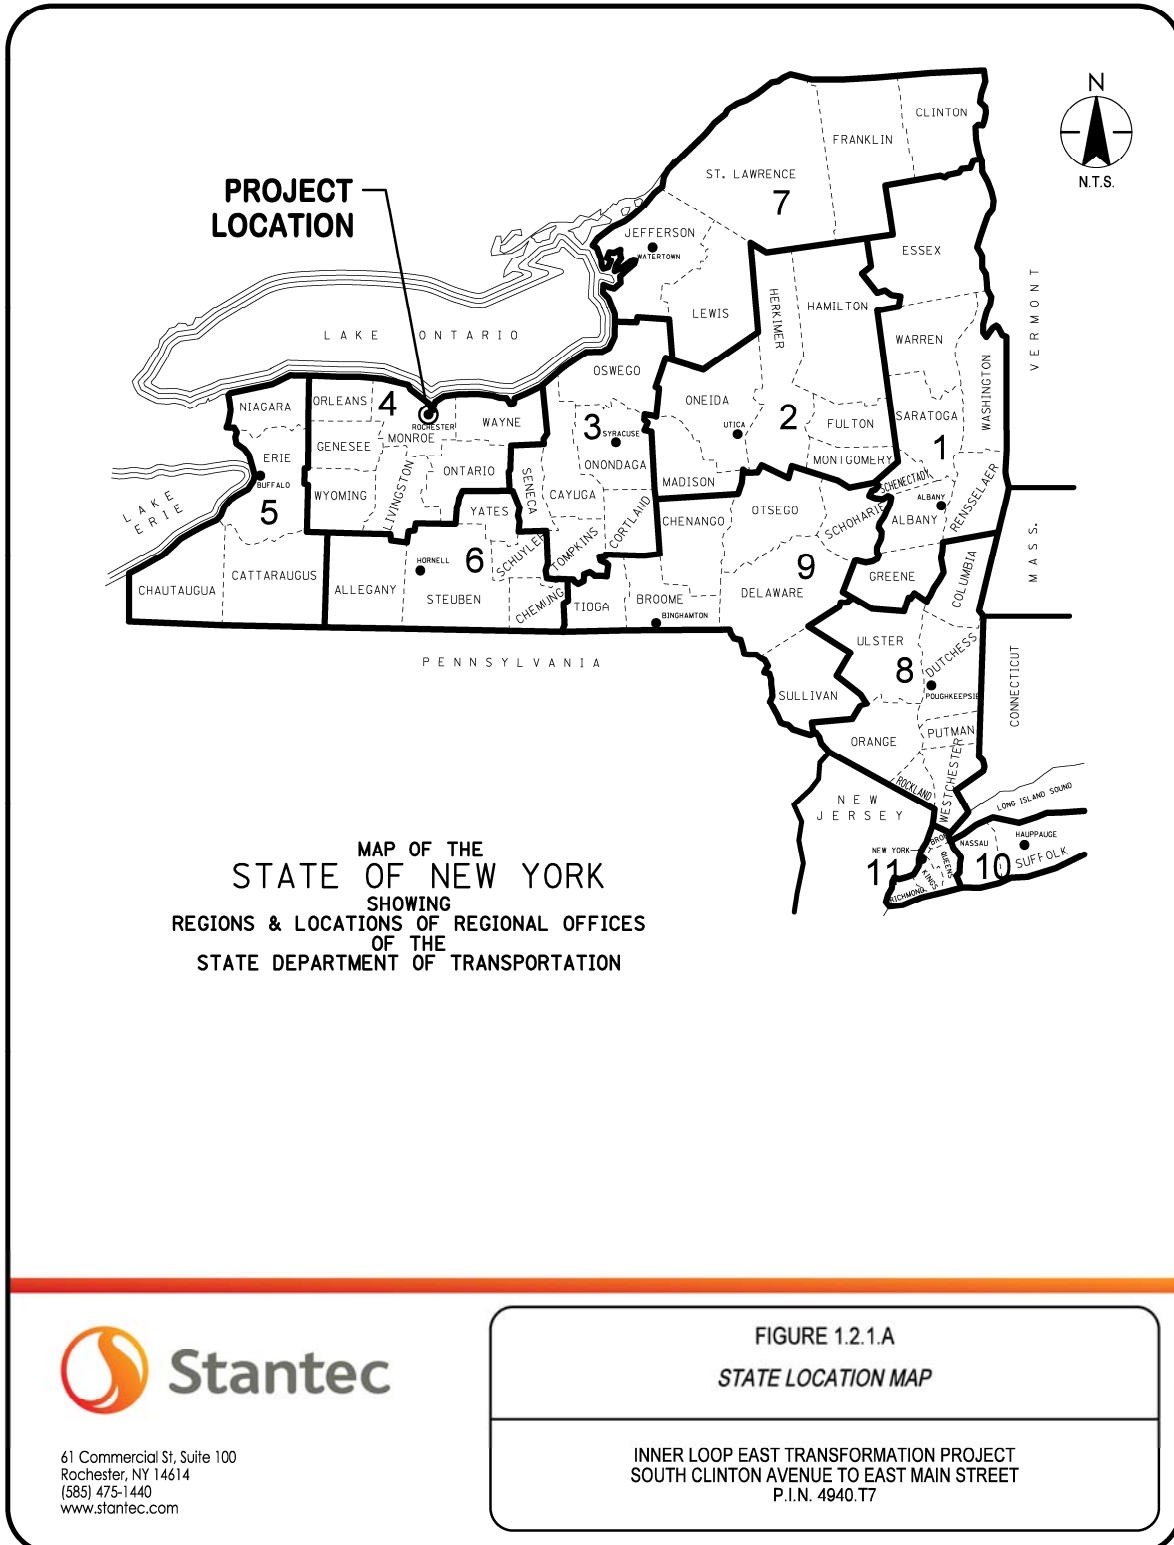 N
N.T.S.
PROJECT
LOCATION
CLINTON
FRANKLIN
ST. LAWRENCE
7
JEFFERSON
WATERTOWN
ESSEX
LEWIS
HERKIMER
HAMILTON
VERMONT
LAKE ONTARIO
WARREN
WASHINGTON
OSWEGO
NIAGARA
ORLEANS
4
ROCHESTER
MONROE
WAYNE
3
SYRACUSE
ONONDAGA
ONEIDA
UTICA
2
FULTON
SARATOGA
1
MONTGOMERY
GENESEE
ERIE
BUFFALO
5
LAKE
ERIE
WYOMING
LIVINGSTON
ONTARIO
SENECA
CAYUGA
CORTLAND
MADISON
CHENANGO
OTSEGO
SCHOHARIE
SCHENECTADY
ALBANY
ALBANY
RENSSELAER
MASS.
YATES
HORNELL
6
SCHUYLER
TOMPKINS
CHAUTAUGUA
CATTARAUGUS
ALLEGANY
STEUBEN
CHEMUNG
TIOGA
BROOME
BINGHAMTON
DELAWARE
9
GREENE
COLUMBIA
PENNSYLVANIA
ULSTER
8
DUTCHESS
POUGHKEEPSIE
CONNECTICUT
SULLIVAN
ORANGE
PUTMAN
WESTCHESTER
ROCKLAND
NEW
JERSEY
LONG ISLAND SOUND
NEW YORK
11
QUEENS
KINGS
RICHMOND
NASSAU
10
HAUPPAUGE
SUFFOLK
MAP OF THE
STATE OF NEW YORK
SHOWING
REGIONS & LOCATIONS OF REGIONAL OFFICES
OF THE
STATE DEPARTMENT OF TRANSPORTATION
Stantec
61 Commercial St, Suite 100
Rochester, NY 14614
(585) 475-1440
www.stantec.com
FIGURE 1.2.1.A
STATE LOCATION MAP
INNER LOOP EAST TRANSFORMATION PROJECT
SOUTH CLINTON AVENUE TO EAST MAIN STREET
P.I.N. 4940.T7